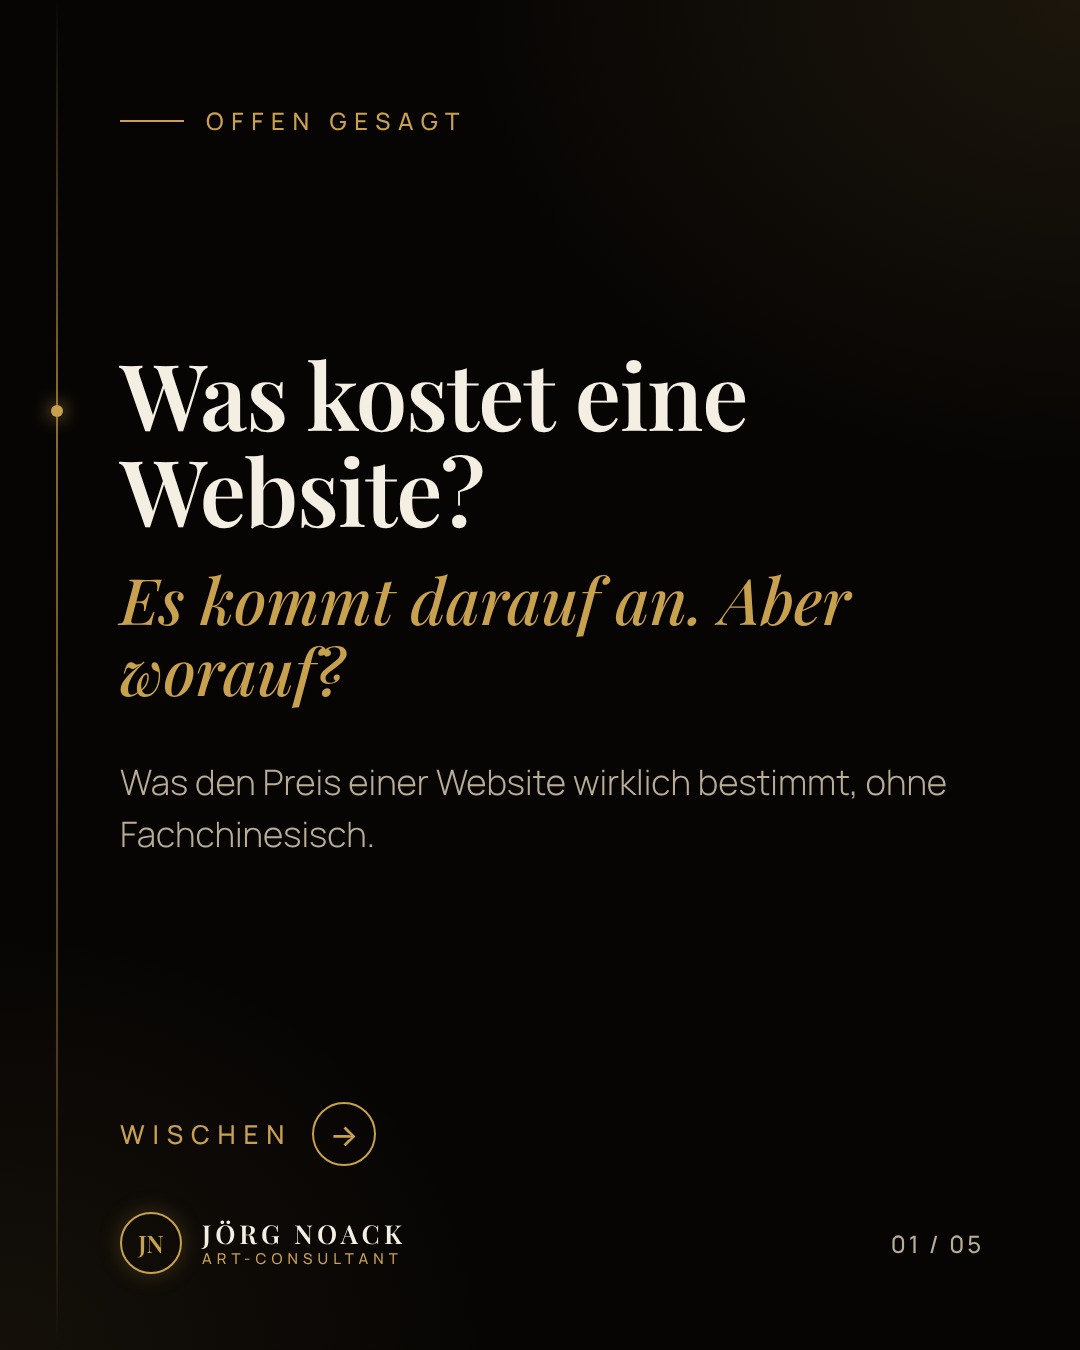 OFFEN GESAGT
Was kostet eine
Website?
Es kommt darauf an. Aber
worauf?
Was den Preis einer Website wirklich bestimmt, ohne
Fachchinesisch.
WISCHEN →
JN
JÖRG NOACK
ART-CONSULTANT
01 / 05